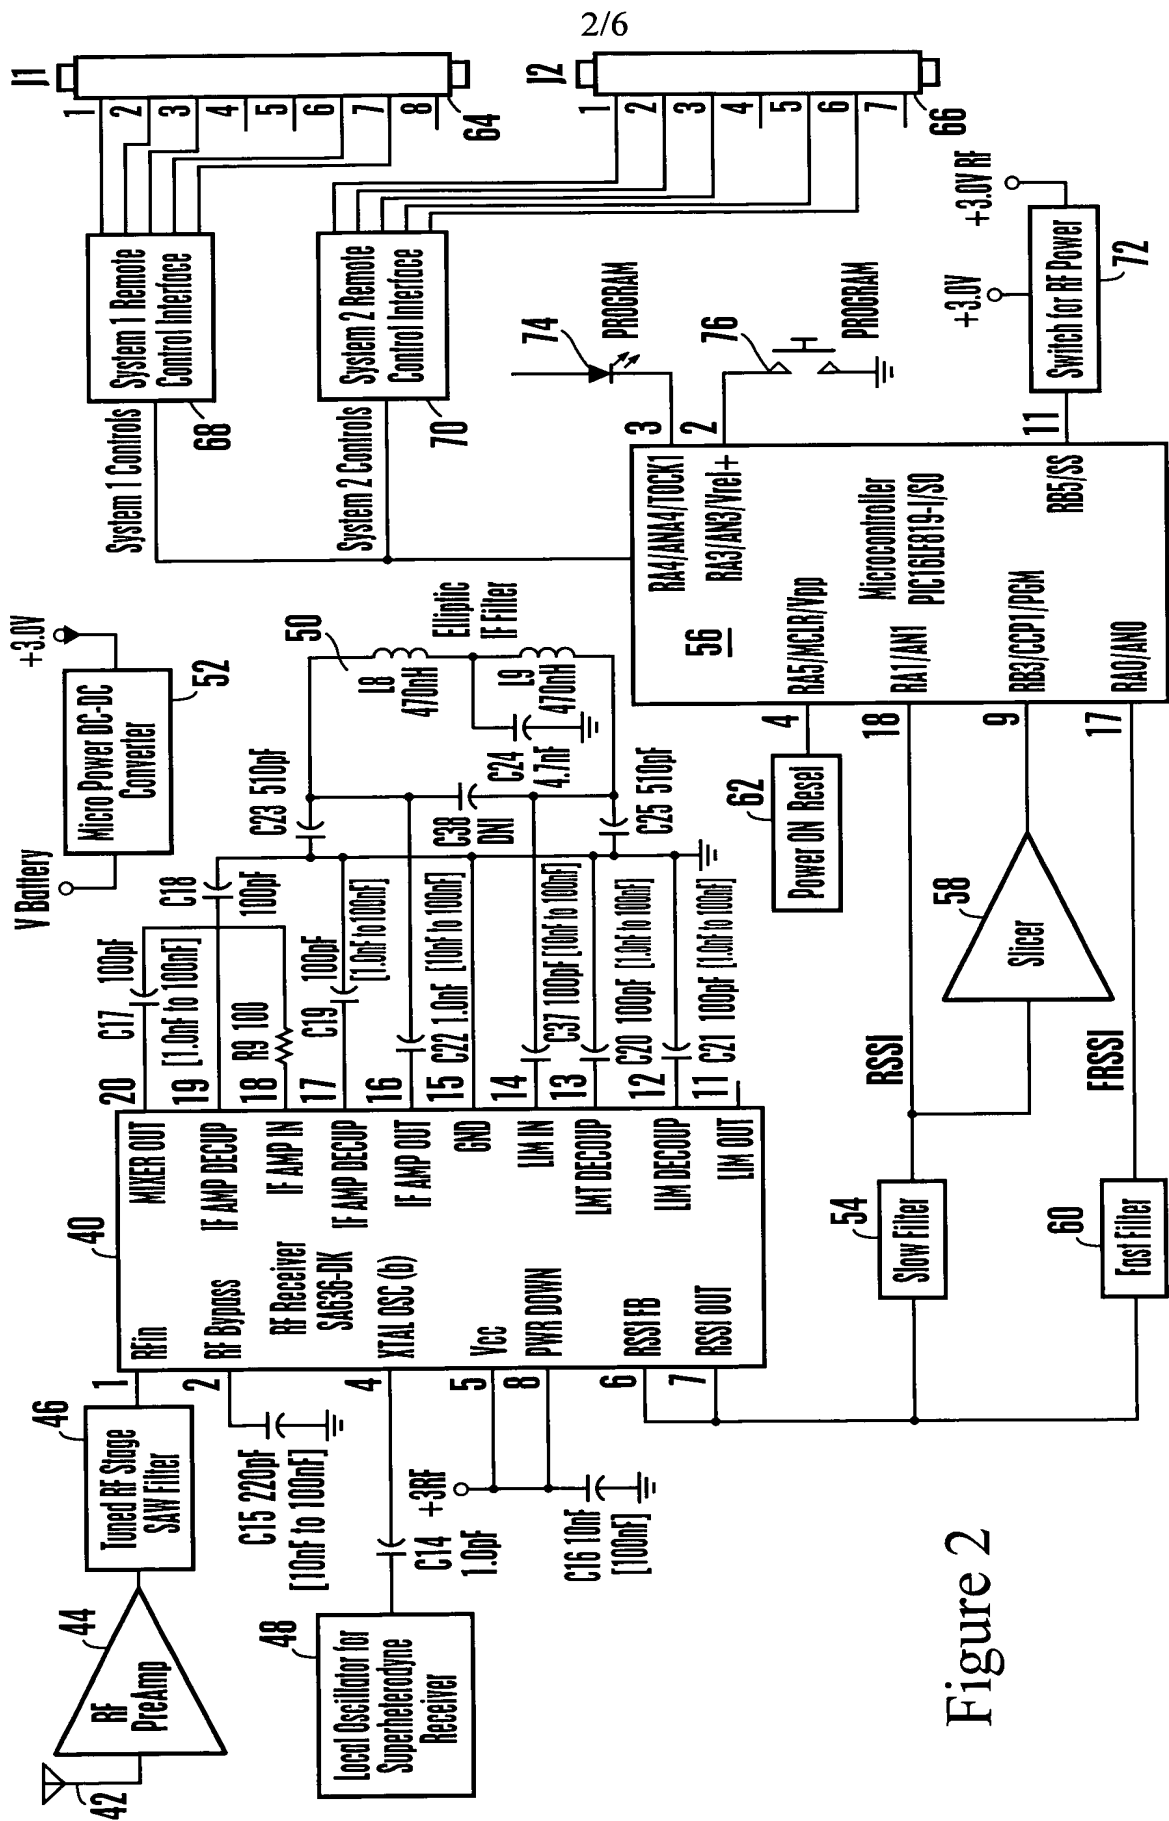 2/6
42
RF
PreAmp
44
Tuned RF Stage
SAW Filter
46
C15 220pF
[10nF to 100nF]
Local Oscillator for
Superheterodyne
Receiver
48
C14
1.0pF
+3RF
C16 10nF
[100nF]
1
2
4
5
8
6
7
40
RFin
RF Bypass
RF Receiver
SA636-DK
XTAL OSC (b)
Vcc
PWR DOWN
RSSI FB
RSSI OUT
MIXER OUT
IF AMP DECUP
IF AMP IN
IF AMP DECUP
IF AMP OUT
GND
LIM IN
LMT DECOUP
LIM DECOUP
LIM OUT
20
19
18
17
16
15
14
13
12
11
C17
100pF
[1.0nF to 100nF]
R9 100
C18
100pF
C19
100pF
[1.0nF to 100nF]
C22 1.0nF [10nF to 100nF]
C37 100pF [10nF to 100nF]
C20 100pF [1.0nF to 100nF]
C21 100pF [1.0nF to 100nF]
C23 510pF
C38
DNI
C24
4.7nF
C25 510pF
L8
470nH
L9
470nH
50
Elliptic
IF Filter
V Battery
Micro Power DC-DC
Converter
52
+3.0V
Slow Filter
54
Fast Filter
60
RSSI
FRSSI
Slicer
58
Power ON Reset
62
4
18
9
17
56
RA5/MCLR/Vpp
RA1/AN1
RB3/CCP1/PGM
RA0/AN0
Microcontroller
PIC16LF819-I/SO
RA4/ANA4/TOCK1
RA3/AN3/Vrel+
RB5/SS
3
2
11
74
PROGRAM
76
PROGRAM
Switch for RF Power
72
+3.0V
+3.0V RF
System 1 Controls
System 2 Controls
System 1 Remote
Control Interface
68
System 2 Remote
Control Interface
70
J1
1
2
3
4
5
6
7
8
64
J2
1
2
3
4
5
6
7
66
Figure 2